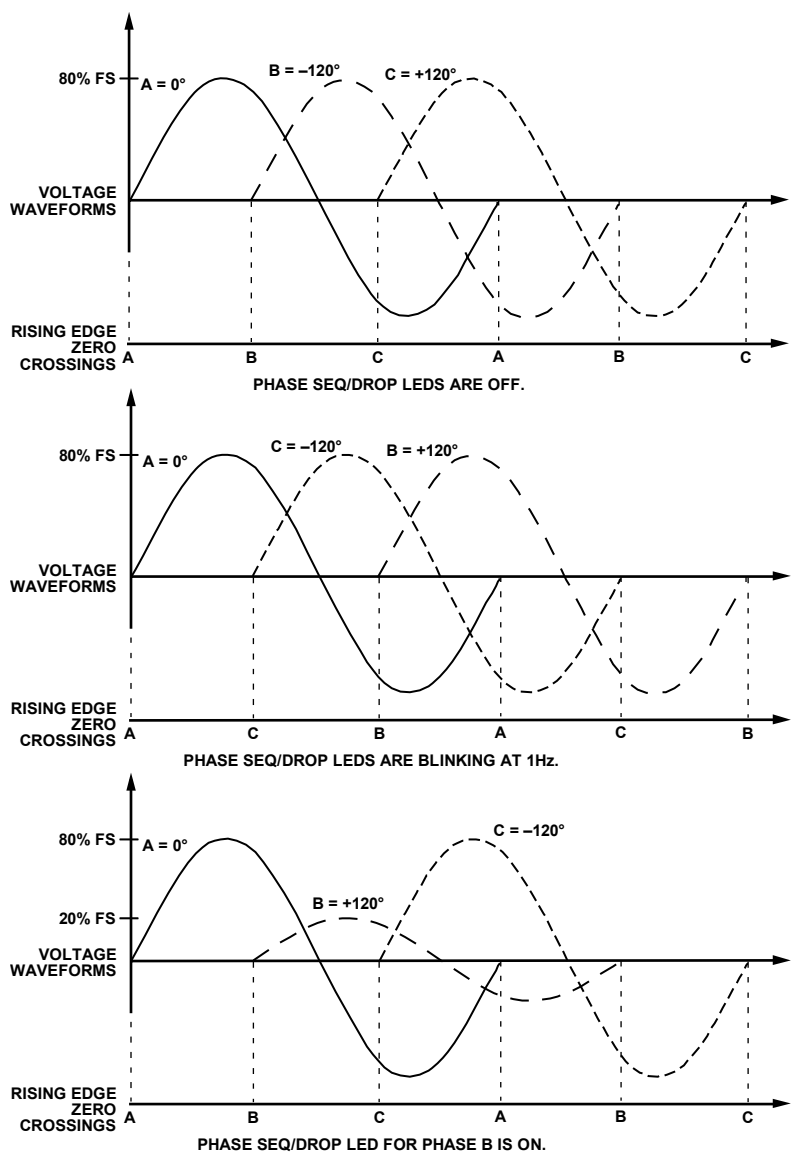 80% FS
A = 0°
B = –120°
C = +120°
VOLTAGE
WAVEFORMS
RISING EDGE
ZERO
CROSSINGS
A
B
C
A
B
C
PHASE SEQ/DROP LEDS ARE OFF.
80% FS
A = 0°
C = –120°
B = +120°
VOLTAGE
WAVEFORMS
RISING EDGE
ZERO
CROSSINGS
A
C
B
A
C
B
PHASE SEQ/DROP LEDS ARE BLINKING AT 1Hz.
80% FS
A = 0°
C = –120°
20% FS
B = +120°
VOLTAGE
WAVEFORMS
RISING EDGE
ZERO
CROSSINGS
A
B
C
A
B
C
PHASE SEQ/DROP LED FOR PHASE B IS ON.